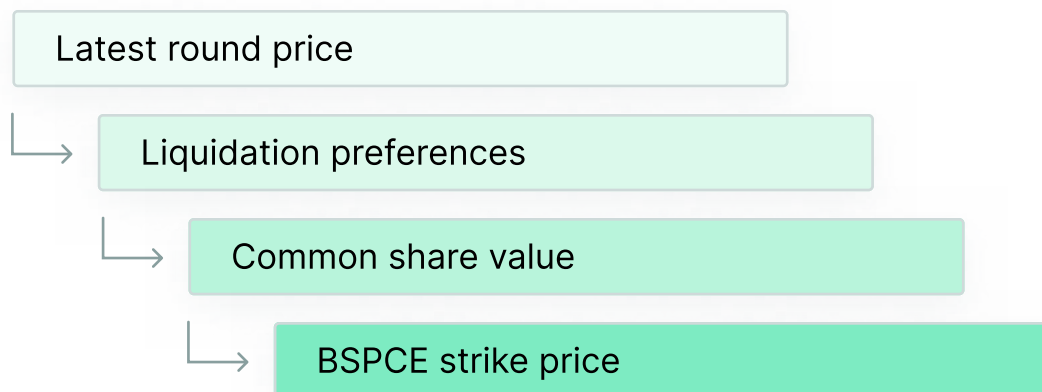 Latest round price
Liquidation preferences
Common share value
BSPCE strike price